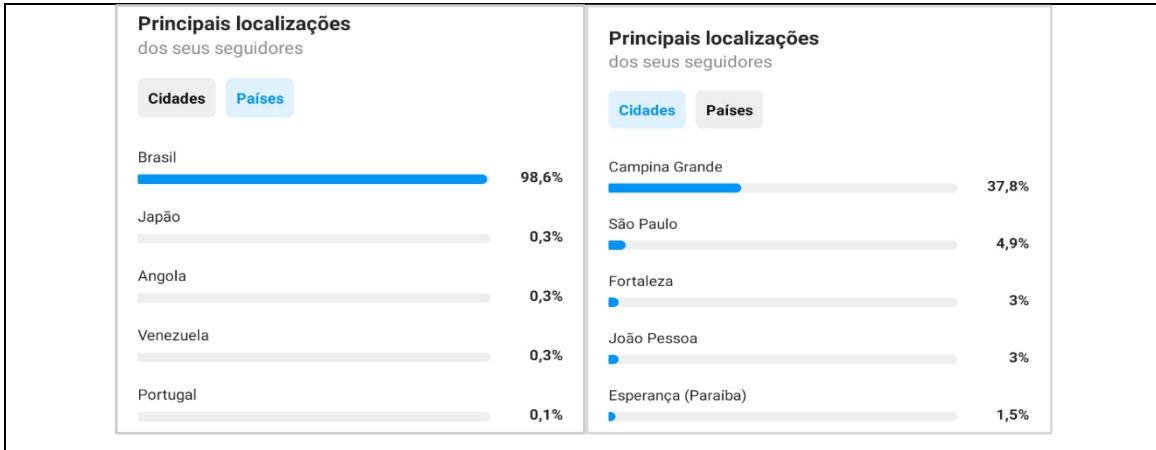 Principais localizações
dos seus seguidores
Cidades Países
Brasil
98,6%
Japão
0,3%
Angola
0,3%
Venezuela
0,3%
Portugal
0,1%
Principais localizações
dos seus seguidores
Cidades Países
Campina Grande
37,8%
São Paulo
4,9%
Fortaleza
3%
João Pessoa
3%
Esperança (Paraíba)
1,5%